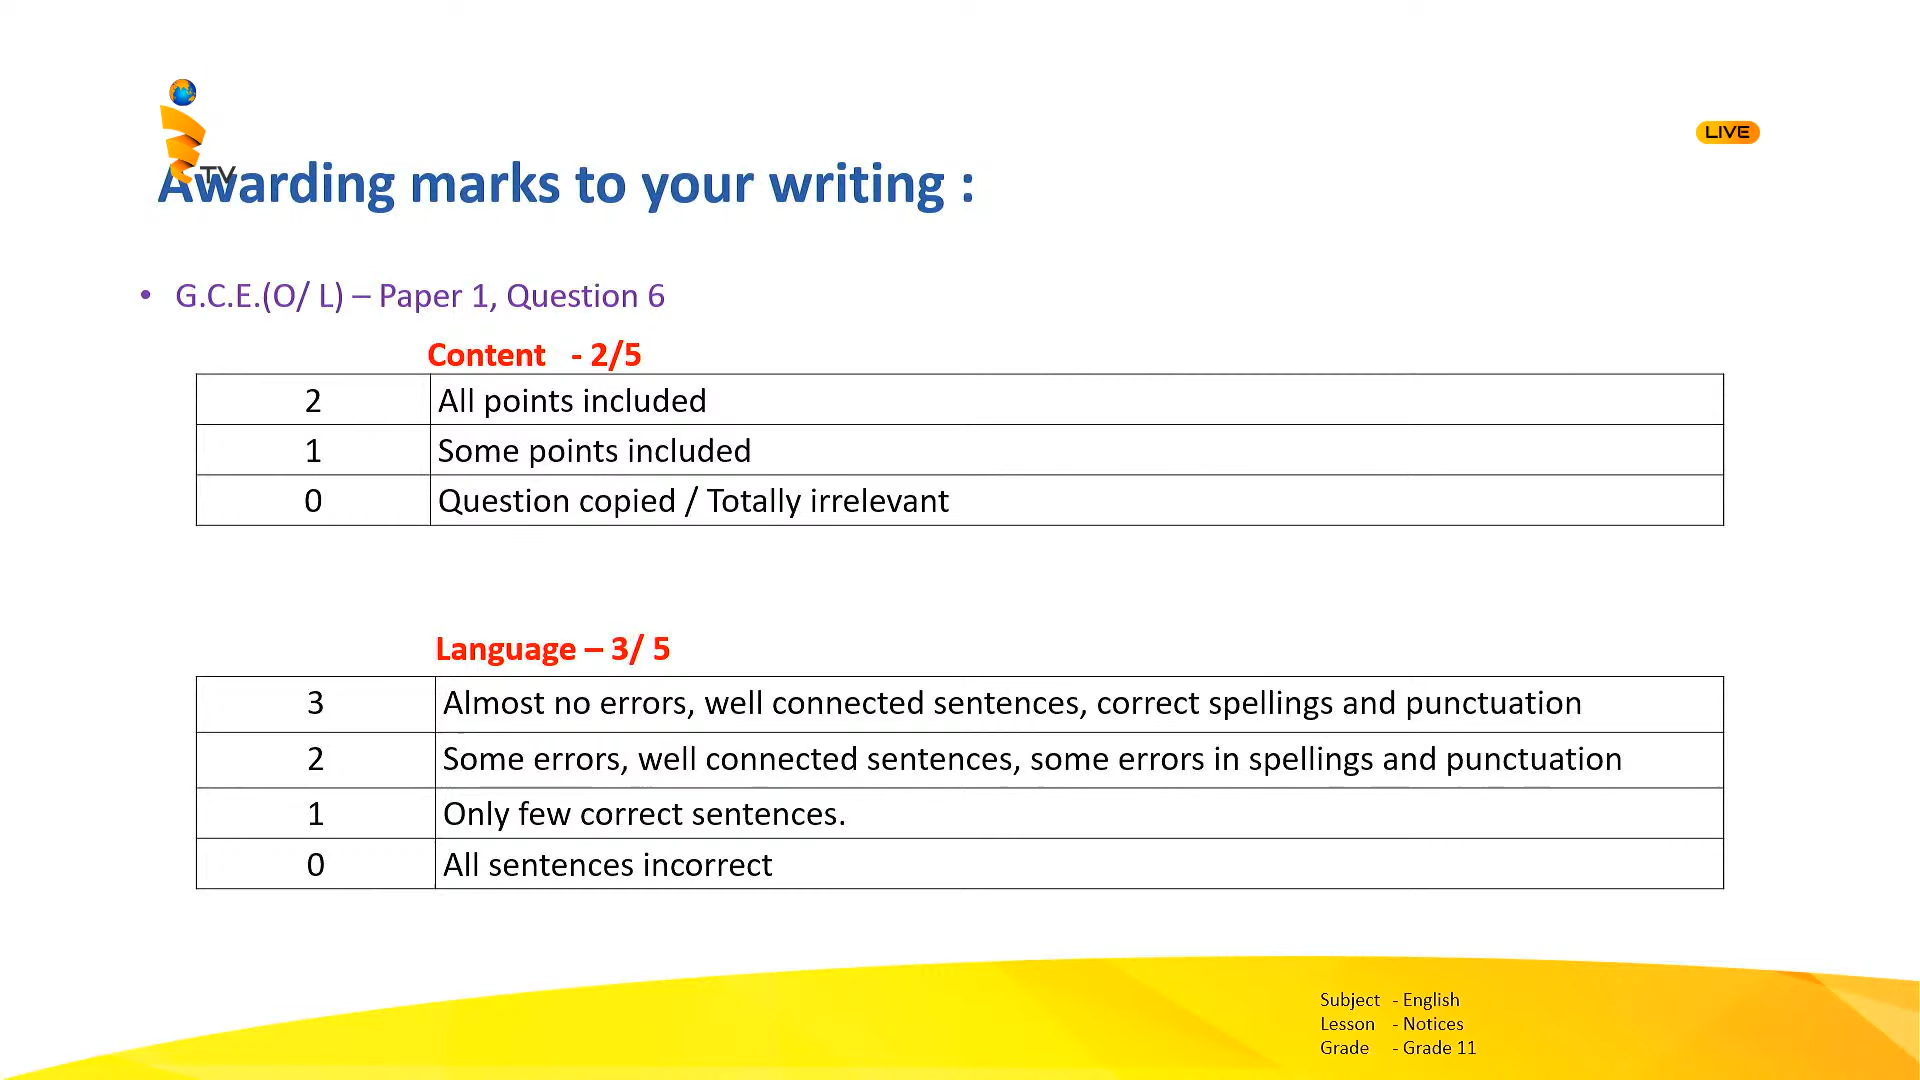 TV
LIVE
Awarding marks to your writing :
• G.C.E.(O/ L) – Paper 1, Question 6
Content - 2/5
2 All points included
1 Some points included
0 Question copied / Totally irrelevant
Language – 3/ 5
3 Almost no errors, well connected sentences, correct spellings and punctuation
2 Some errors, well connected sentences, some errors in spellings and punctuation
1 Only few correct sentences.
0 All sentences incorrect
Subject - English
Lesson - Notices
Grade - Grade 11